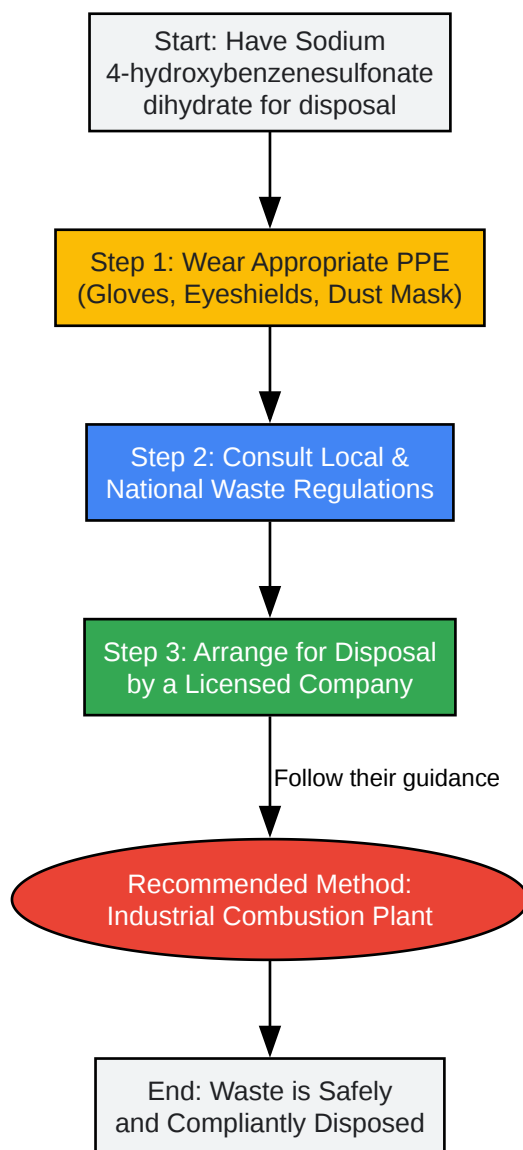 Start: Have Sodium
4-hydroxybenzenesulfonate
dihydrate for disposal
Step 1: Wear Appropriate PPE
(Gloves, Eyeshields, Dust Mask)
Step 2: Consult Local &
National Waste Regulations
Step 3: Arrange for Disposal
by a Licensed Company
Follow their guidance
Recommended Method:
Industrial Combustion Plant
End: Waste is Safely
and Compliantly Disposed